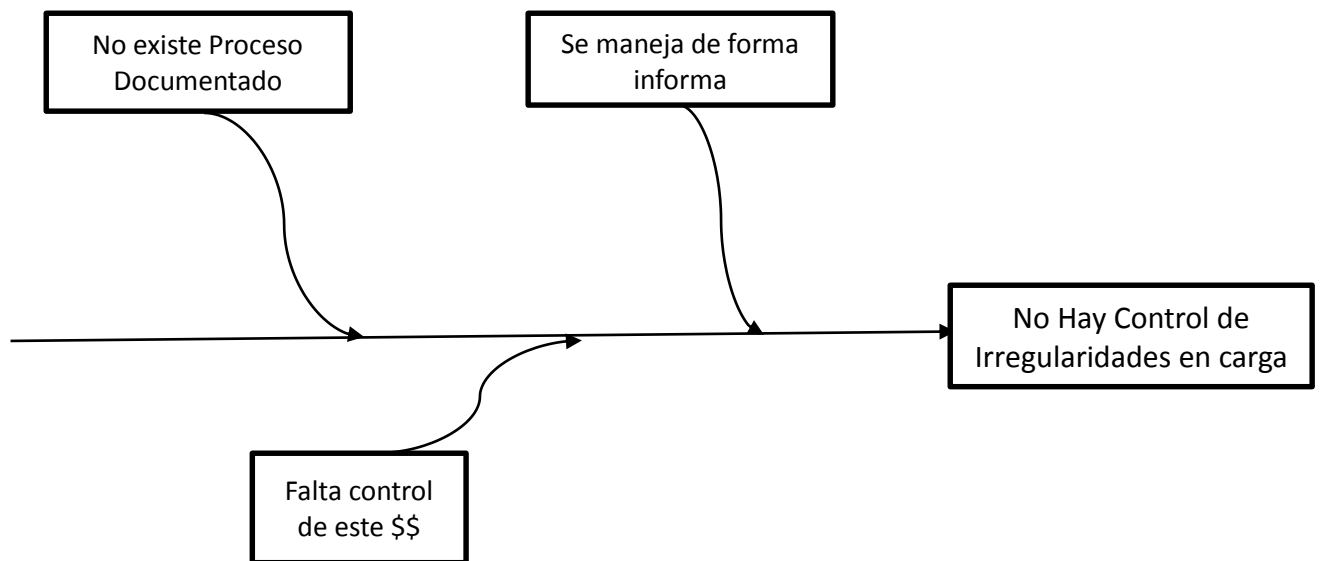 No existe Proceso
Documentado
Se maneja de forma
informa
No Hay Control de
Irregularidades en carga
Falta control
de este $$